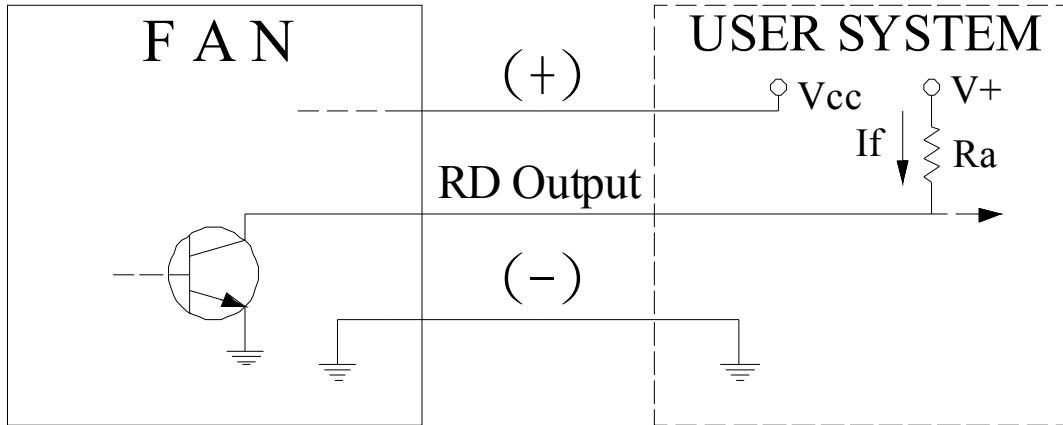 F A N
USER SYSTEM
(+)
Vcc
V+
If
Ra
RD Output
(-)